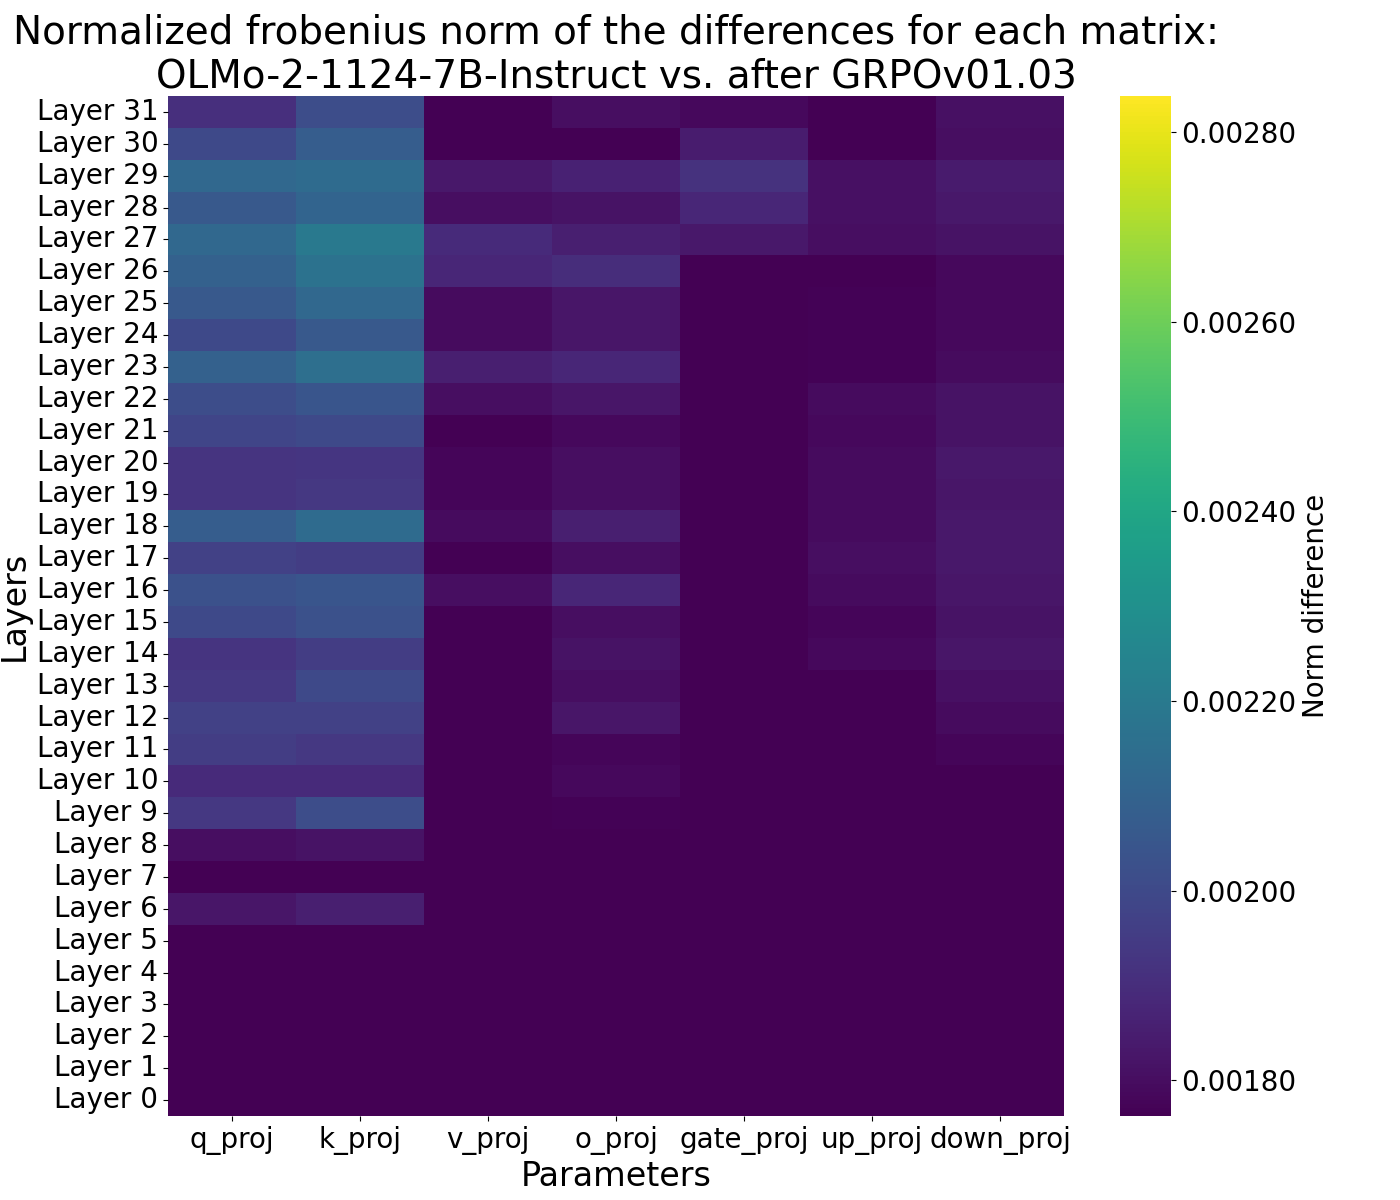 Normalized frobenius norm of the differences for each matrix:
OLMo-2-1124-7B-Instruct vs. after GRPOv01.03
Layers
Layer 31
Layer 30
Layer 29
Layer 28
Layer 27
Layer 26
Layer 25
Layer 24
Layer 23
Layer 22
Layer 21
Layer 20
Layer 19
Layer 18
Layer 17
Layer 16
Layer 15
Layer 14
Layer 13
Layer 12
Layer 11
Layer 10
Layer 9
Layer 8
Layer 7
Layer 6
Layer 5
Layer 4
Layer 3
Layer 2
Layer 1
Layer 0
q_proj k_proj v_proj o_proj gate_proj up_proj down_proj
Parameters
0.00280
0.00260
0.00240
0.00220
0.00200
0.00180
Norm difference